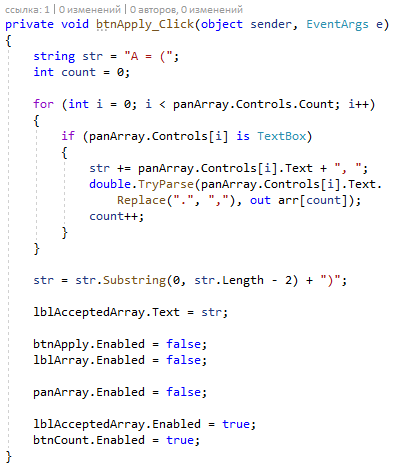 ссылка: 1 | 0 изменений | 0 авторов, 0 изменений
private void btnApply_Click(object sender, EventArgs e)
{
    string str = "A = (";
    int count = 0;

    for (int i = 0; i < panArray.Controls.Count; i++)
    {
        if (panArray.Controls[i] is TextBox)
        {
            str += panArray.Controls[i].Text + ", ";
            double.TryParse(panArray.Controls[i].Text.
                Replace(".", ","), out arr[count]);
            count++;
        }
    }

    str = str.Substring(0, str.Length - 2) + ")";

    lblAcceptedArray.Text = str;

    btnApply.Enabled = false;
    lblArray.Enabled = false;

    panArray.Enabled = false;

    lblAcceptedArray.Enabled = true;
    btnCount.Enabled = true;
}